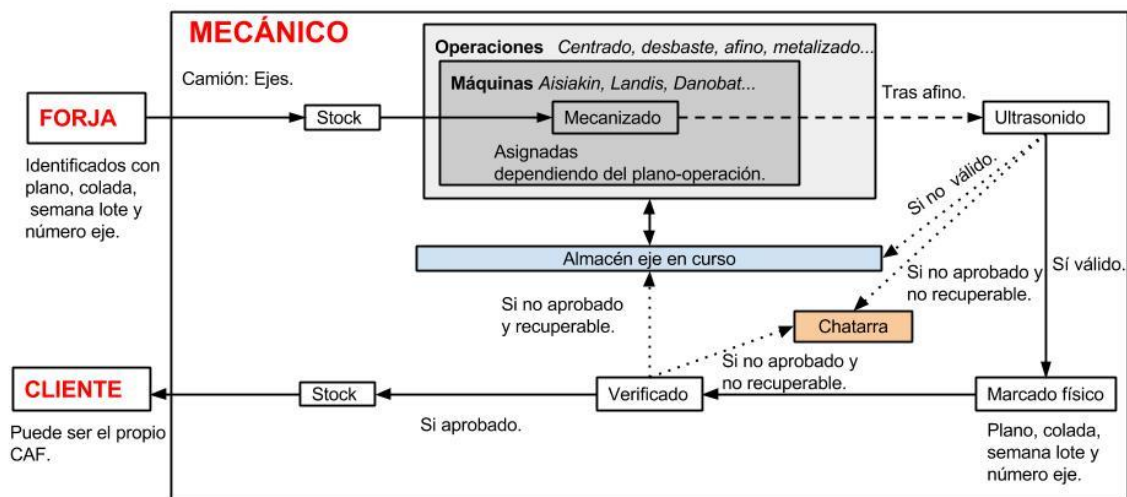 MECÁNICO
Operaciones Centrado, desbaste, afino, metalizado...
Máquinas Aisiakin, Landis, Danobat...
Camión: Ejes.
Tras afino.
FORJA
Stock
Mecanizado
Ultrasonido
Identificados con
plano, colada,
semana lote y
número eje.
Asignadas
dependiendo del plano-operación.
Si no válido.
Almacén eje en curso
Sí válido.
Si no aprobado y
no recuperable.
Si no aprobado
y recuperable.
Chatarra
Si no aprobado y
no recuperable.
CLIENTE
Stock
Verificado
Marcado físico
Puede ser el propio
CAF.
Si aprobado.
Plano, colada,
semana lote y
número eje.